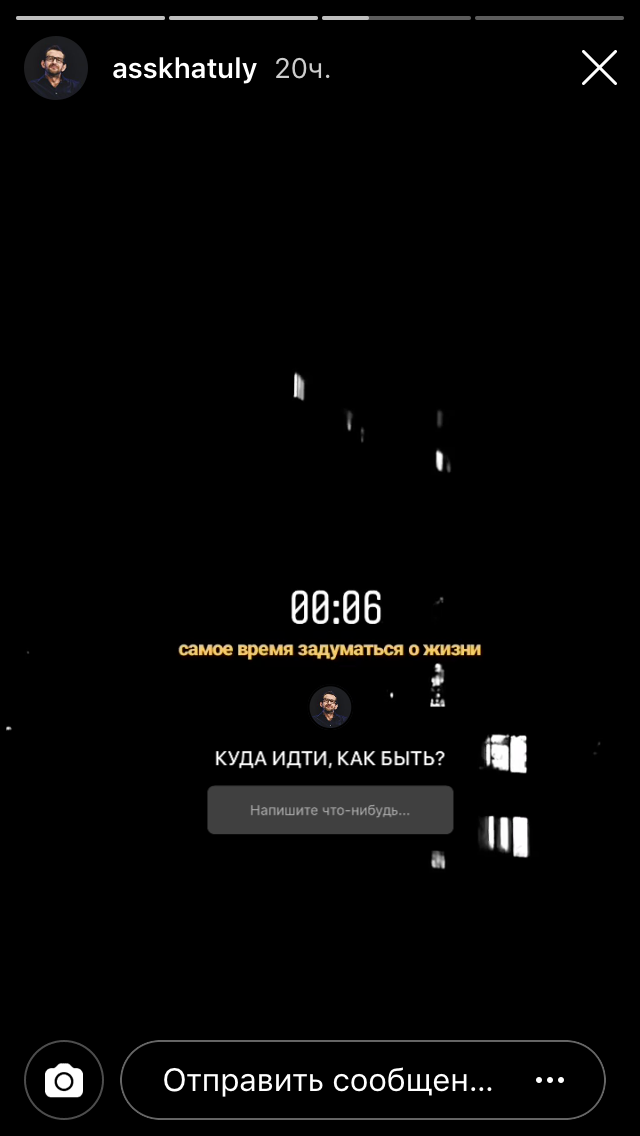 asskhatuly 20ч.
00:06
самое время задуматься о жизни
КУДА ИДТИ, КАК БЫТЬ?
Напишите что-нибудь...
Отправить сообщен...